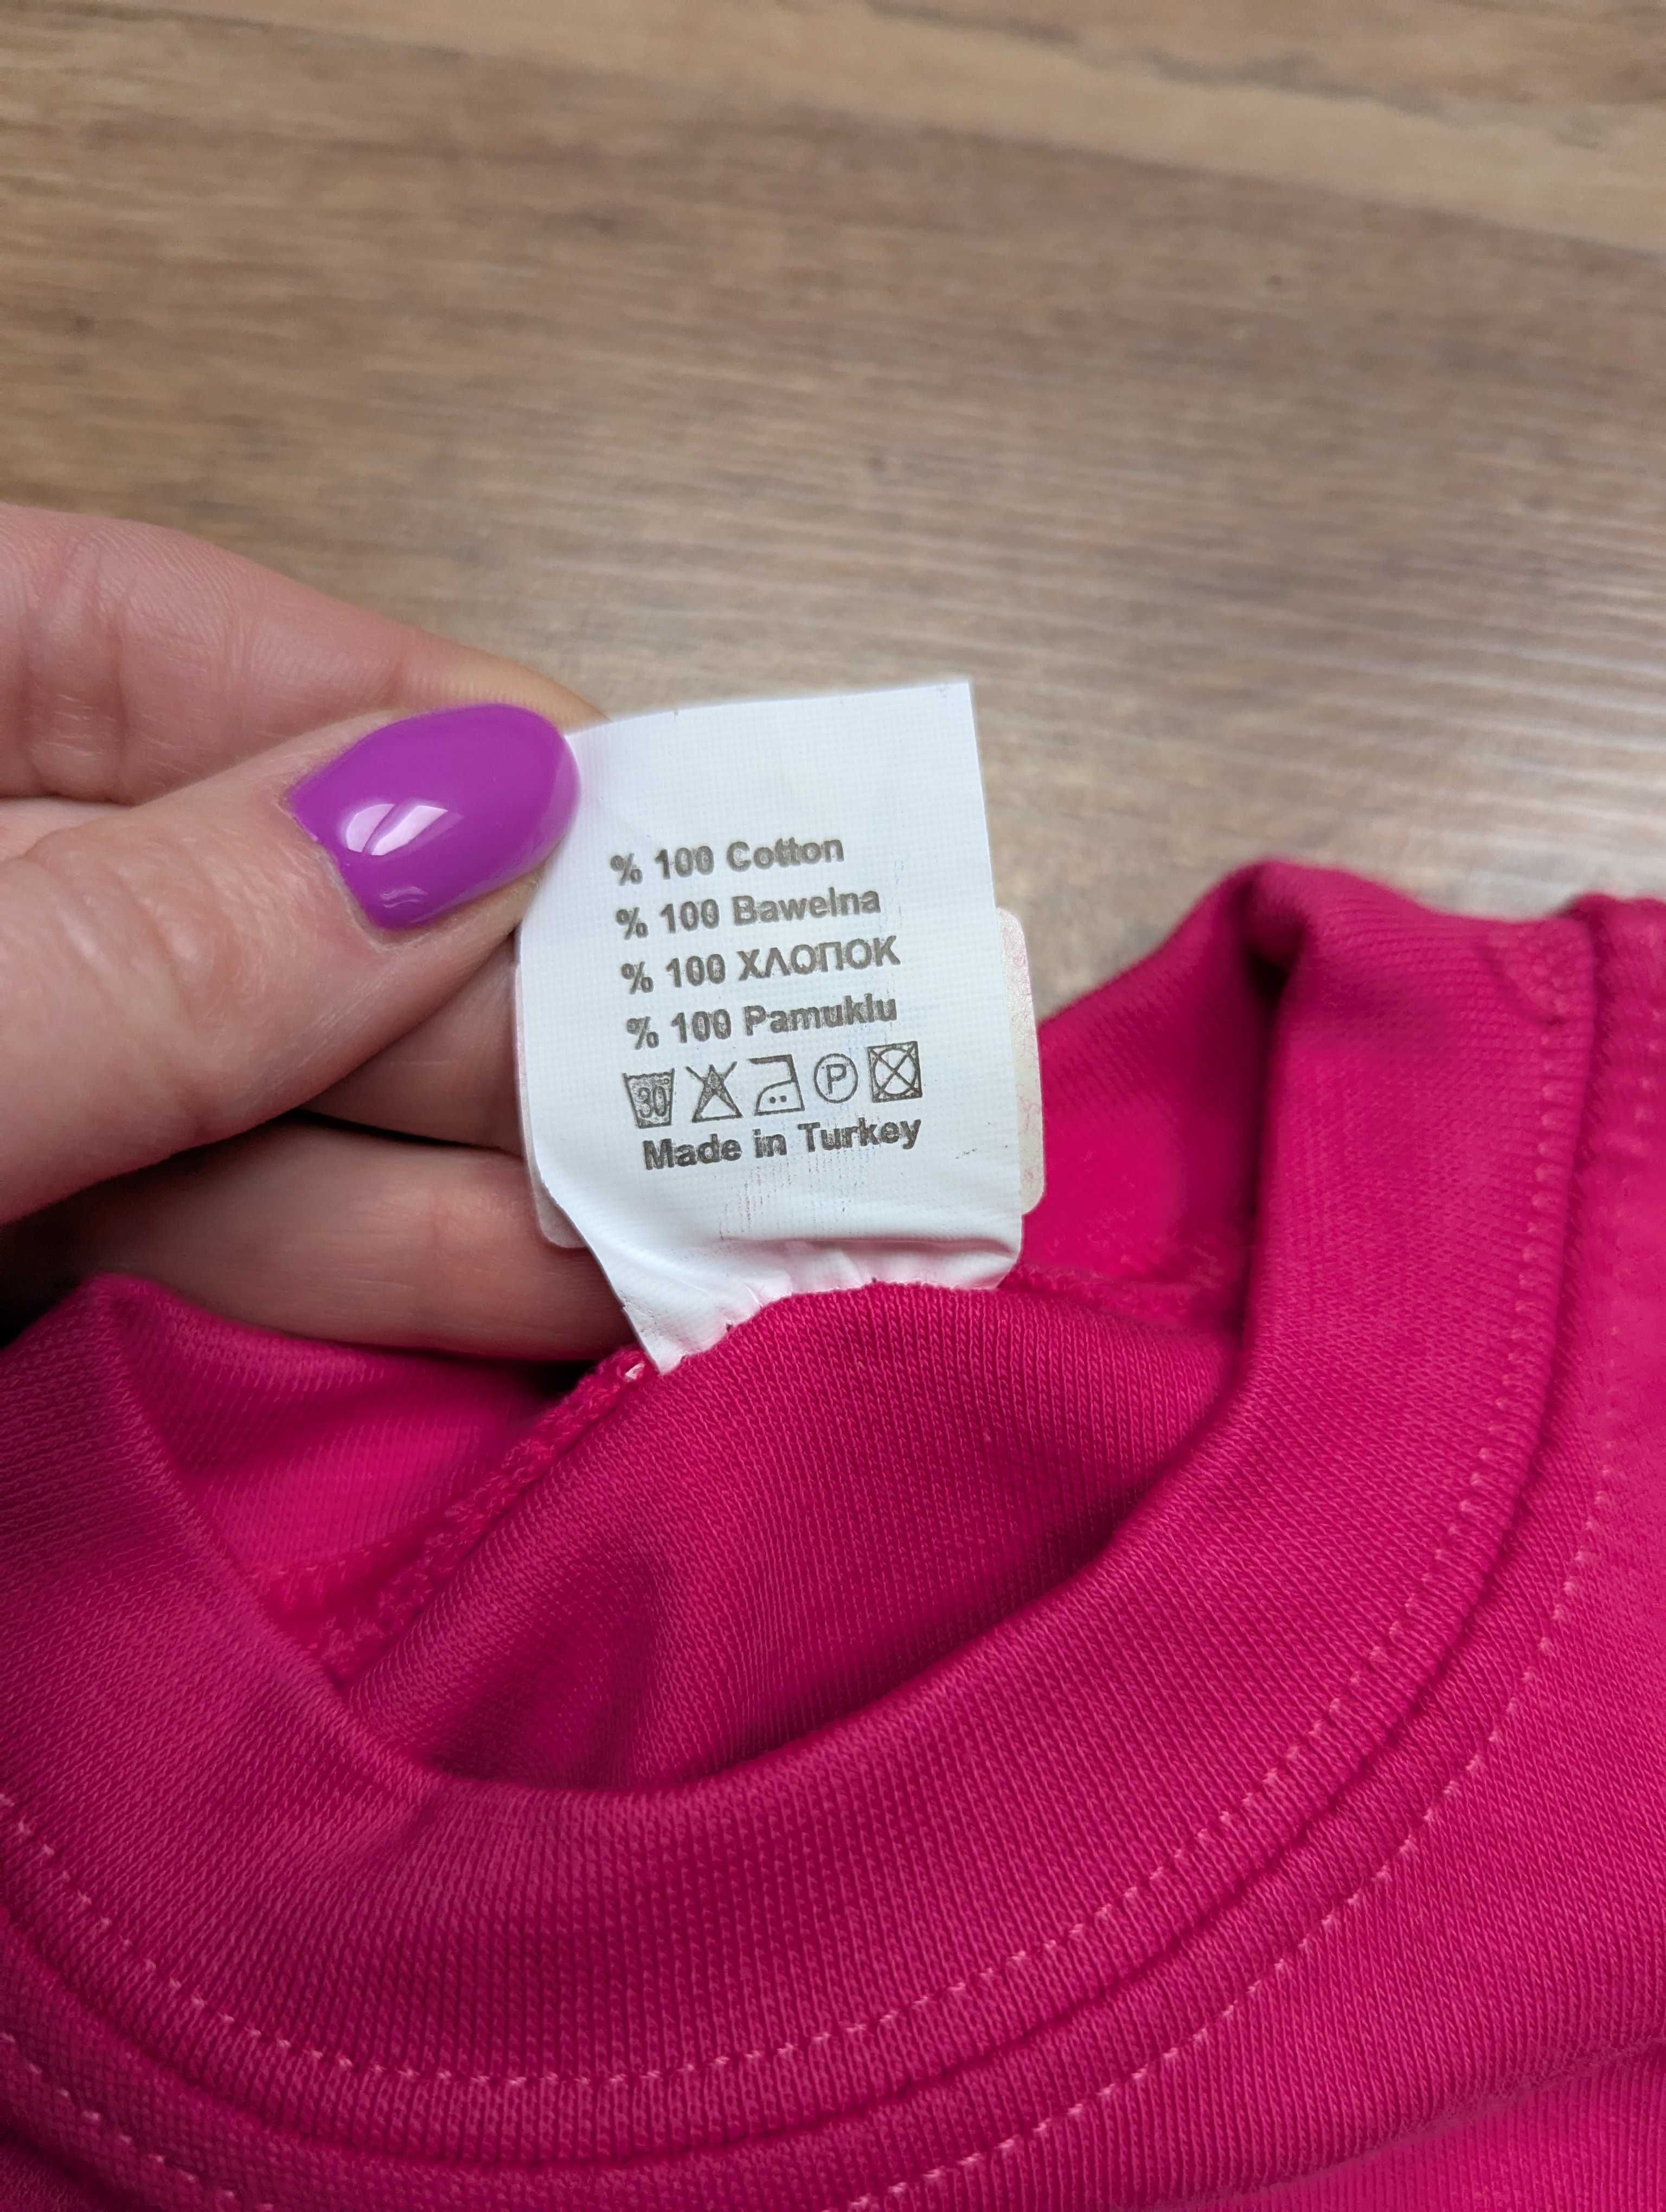 % 100 Cotton
% 100 Bawelna
% 100 ХЛОПОК
% 100 Pamuklu
30 P
Made in Turkey